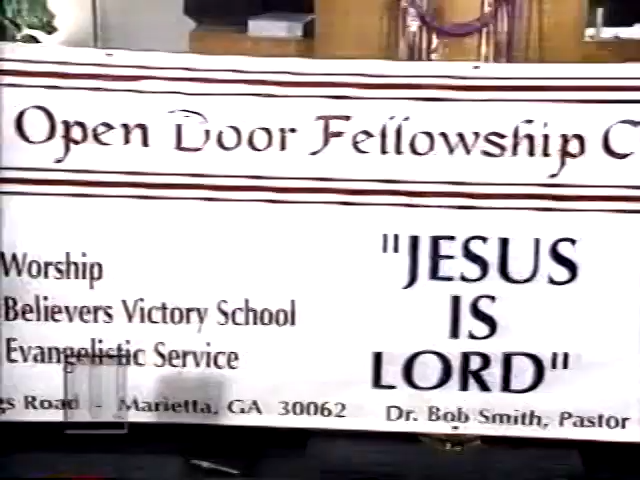 Open Door Fellowship C
Worship
Believers Victory School
Evangelistic Service
"JESUS
IS
LORD"
gs Road - Marietta, GA 30062 Dr. Bob Smith, Pastor